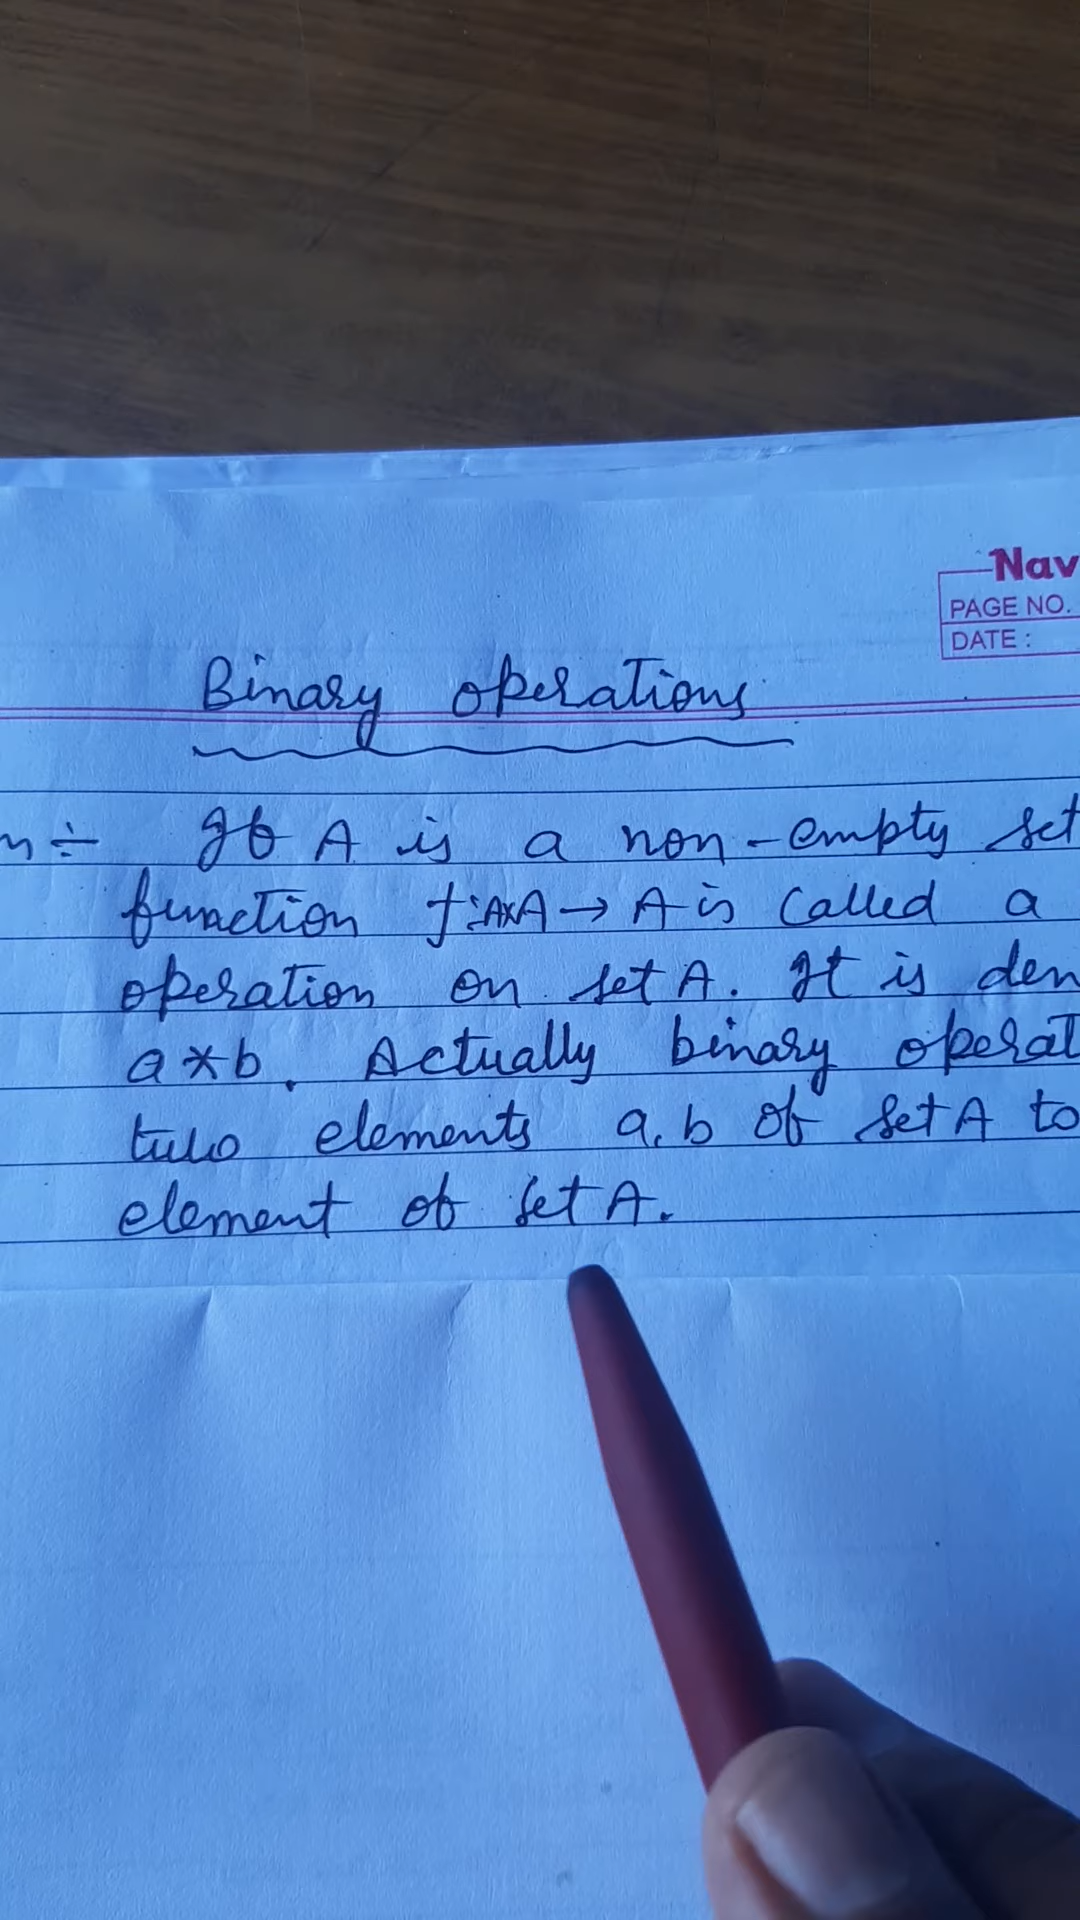 Nav
PAGE NO.
DATE :
Binary operations
n ÷ If A is a non-empty set
function f:A×A → A is called a
operation on set A. It is den
a*b. Actually binary operat
two elements a, b of set A to
element of set A.